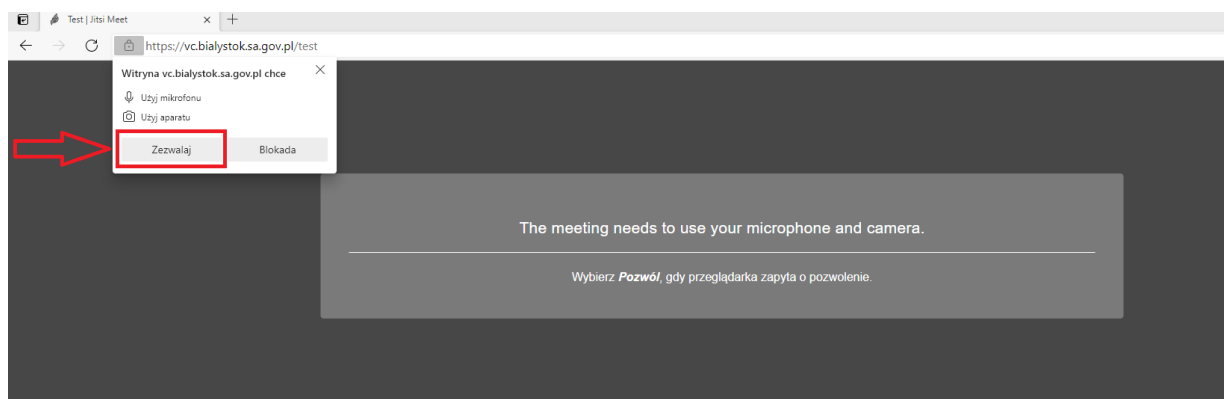 Test | Jitsi Meet
https://vc.bialystok.sa.gov.pl/test
Witryna vc.bialystok.sa.gov.pl chce
Użyj mikrofonu
Użyj aparatu
Zezwalaj Blokada
The meeting needs to use your microphone and camera.
Wybierz Pozwól, gdy przeglądarka zapyta o pozwolenie.